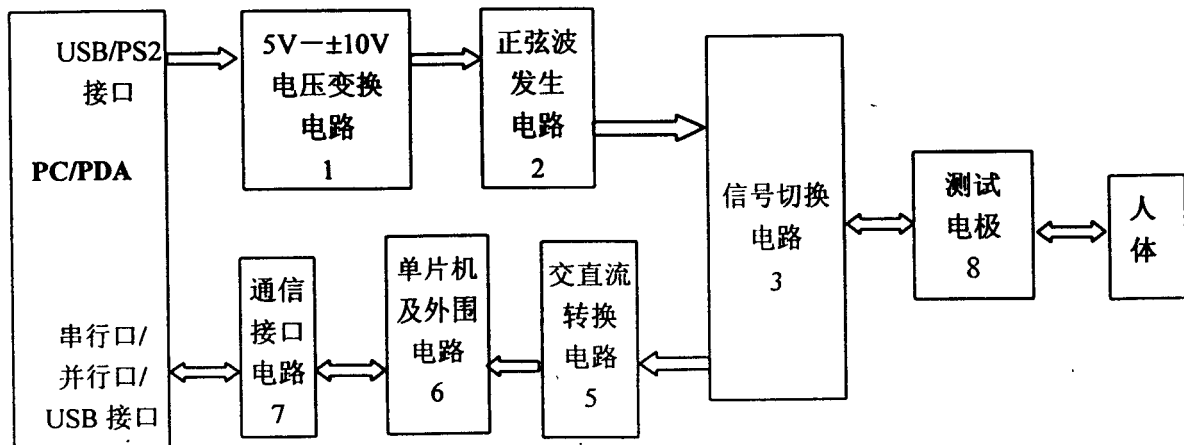 USB/PS2
接口
PC/PDA
串行口/
并行口/
USB 接口
5V－±10V
电压变换
电路
1
正弦波
发生
电路
2
信号切换
电路
3
测试
电极
8
人
体
通信
接口
电路
7
单片机
及外围
电路
6
交直流
转换
电路
5